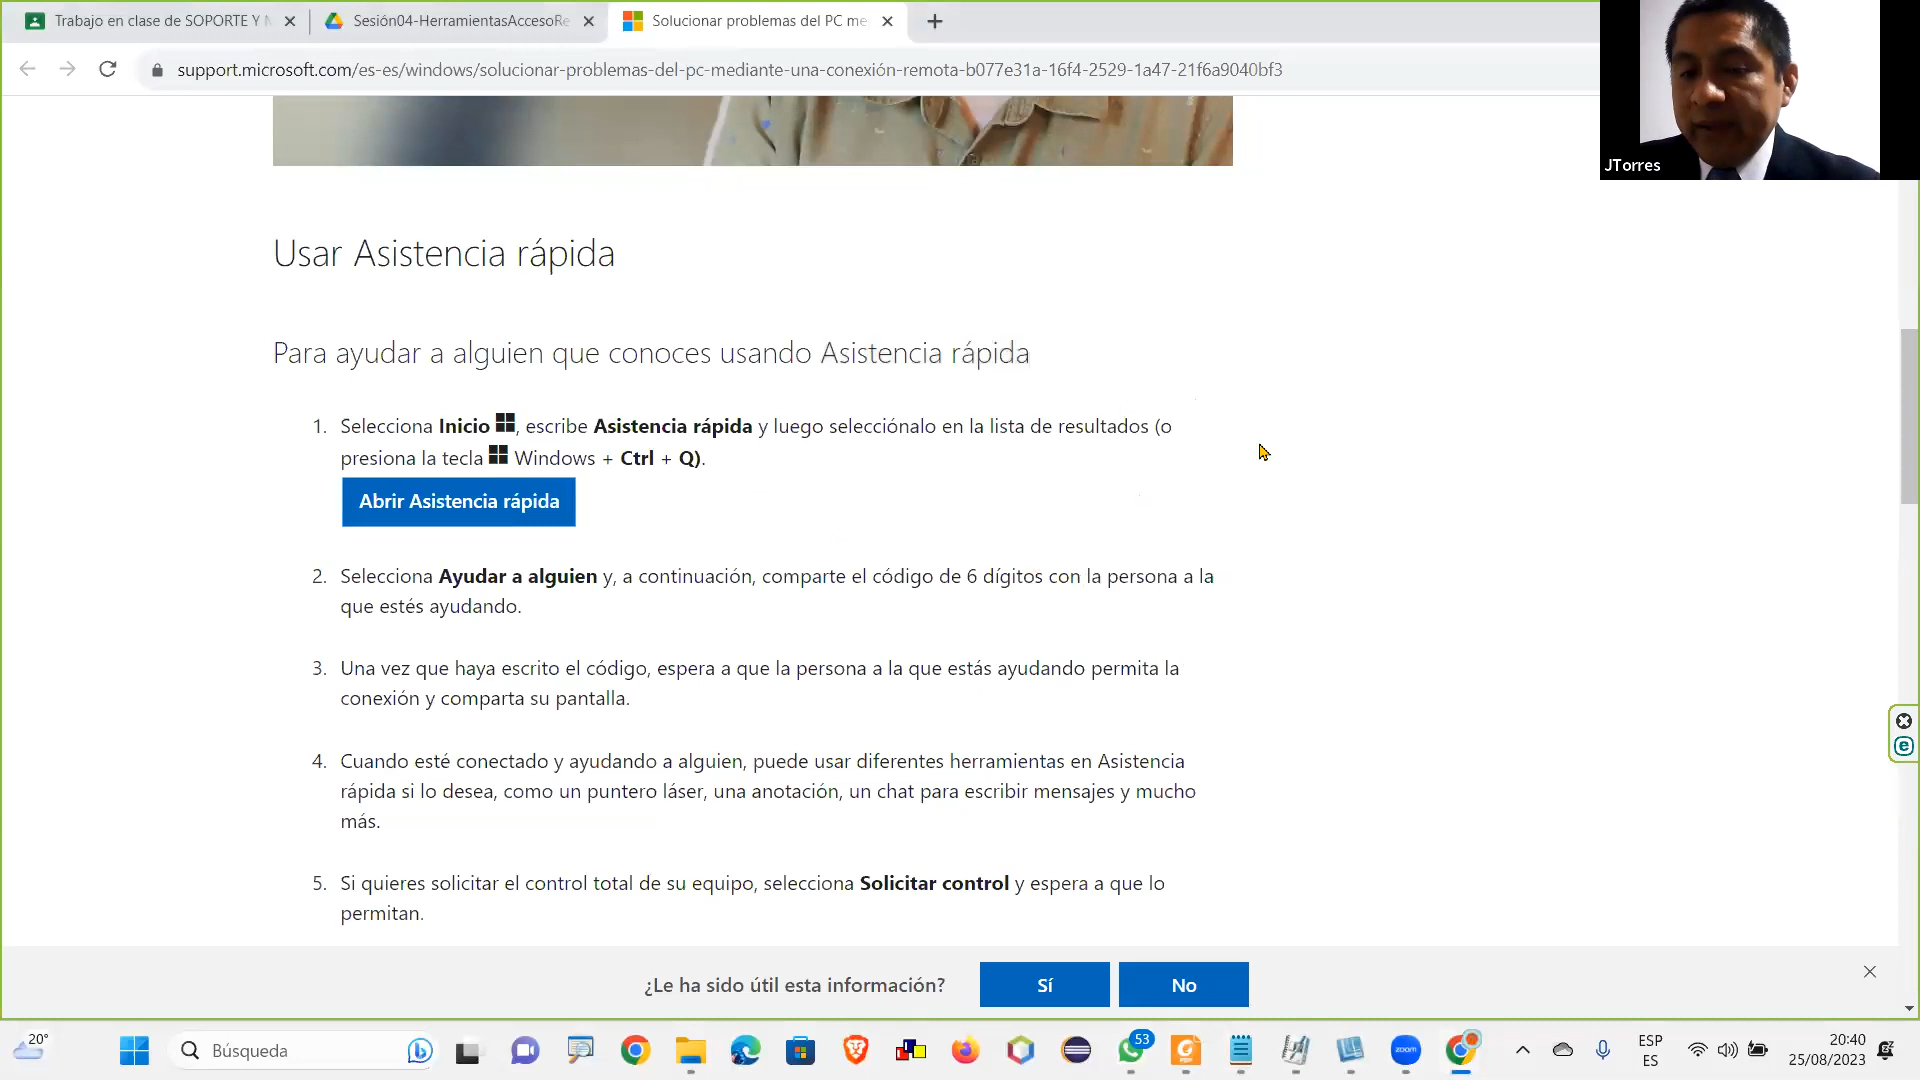 Trabajo en clase de SOPORTE Y
Sesión04-HerramientasAccesoRe
Solucionar problemas del PC me
support.microsoft.com/es-es/windows/solucionar-problemas-del-pc-mediante-una-conexión-remota-b077e31a-16f4-2529-1a47-21f6a9040bf3
JTorres
Usar Asistencia rápida
Para ayudar a alguien que conoces usando Asistencia rápida
1. Selecciona Inicio , escribe Asistencia rápida y luego selecciónalo en la lista de resultados (o
presiona la tecla Windows + Ctrl + Q).
Abrir Asistencia rápida
2. Selecciona Ayudar a alguien y, a continuación, comparte el código de 6 dígitos con la persona a la
que estés ayudando.
3. Una vez que haya escrito el código, espera a que la persona a la que estás ayudando permita la
conexión y comparta su pantalla.
4. Cuando esté conectado y ayudando a alguien, puede usar diferentes herramientas en Asistencia
rápida si lo desea, como un puntero láser, una anotación, un chat para escribir mensajes y mucho
más.
5. Si quieres solicitar el control total de su equipo, selecciona Solicitar control y espera a que lo
permitan.
¿Le ha sido útil esta información?
Sí
No
20°
Búsqueda
53
zoom
ESP
ES
20:40
25/08/2023